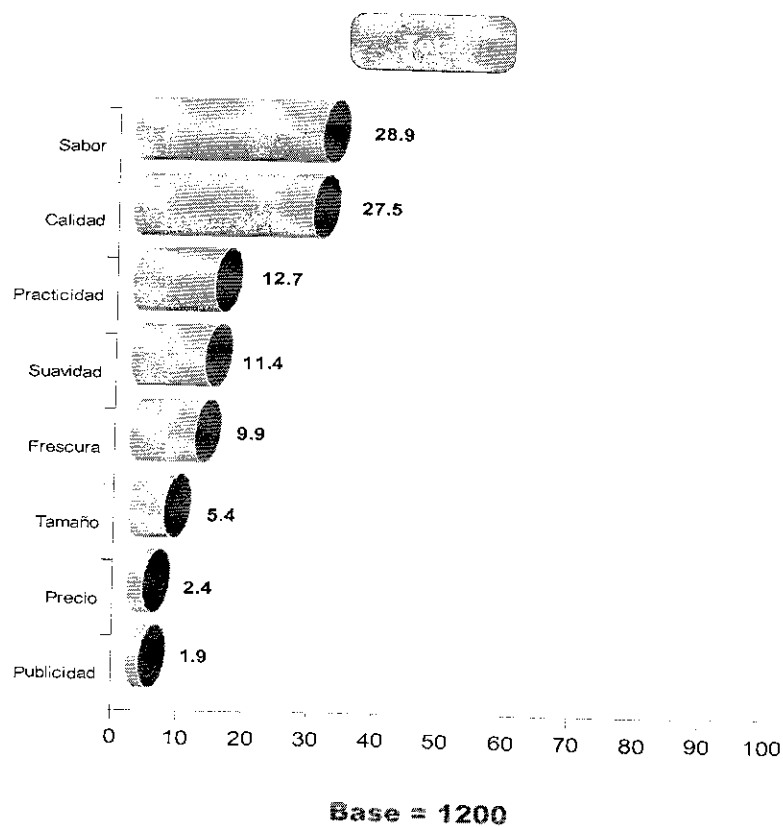 Sabor 28.9
Calidad 27.5
Practicidad 12.7
Suavidad 11.4
Frescura 9.9
Tamaño 5.4
Precio 2.4
Publicidad 1.9
0 10 20 30 40 50 60 70 80 90 100
Base = 1200